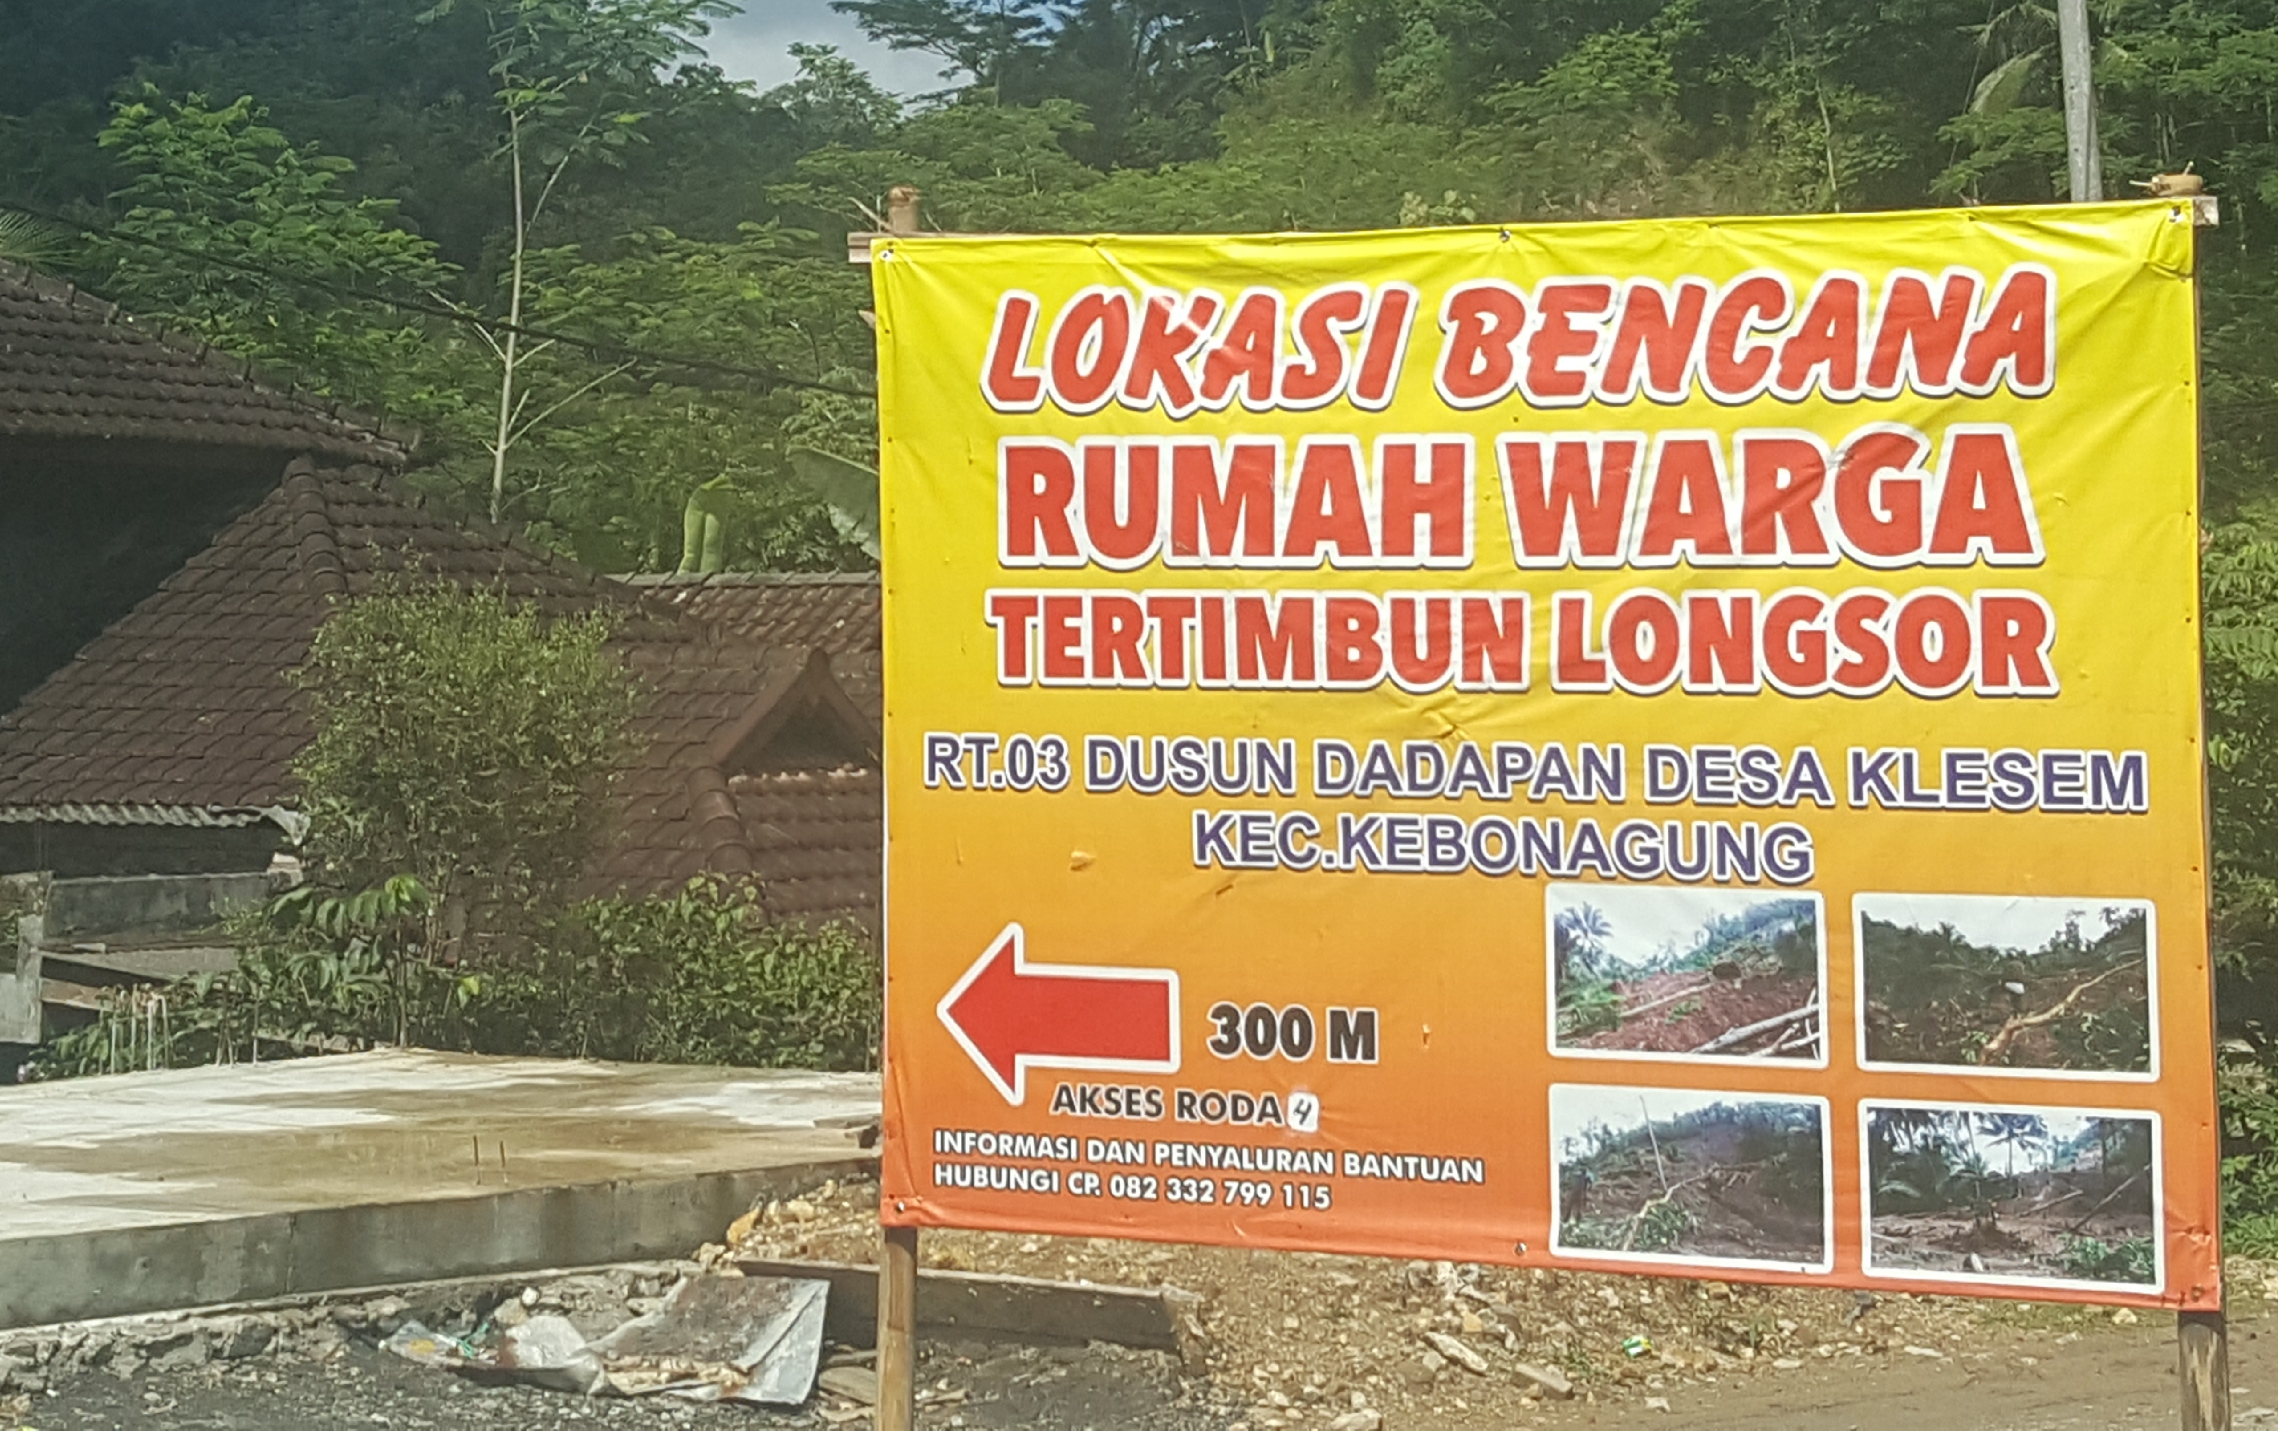 LOKASI BENCANA
RUMAH WARGA
TERTIMBUN LONGSOR
RT.03 DUSUN DADAPAN DESA KLESEM
KEC.KEBONAGUNG
300 M
AKSES RODA 4
INFORMASI DAN PENYALURAN BANTUAN
HUBUNGI CP. 082 332 799 115